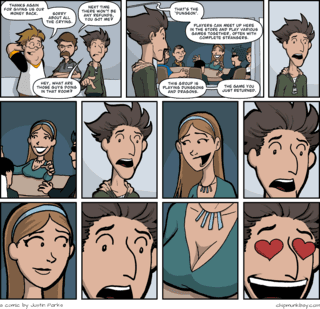 THANKS AGAIN
FOR GIVING US OUR
MONEY BACK.
SORRY
ABOUT ALL
THE CRYING.
NEXT TIME
THERE WON'T BE
ANY REFUNDS,
YOU GOT ME?
HEY, WHAT ARE
THOSE GUYS DOING
IN THAT ROOM?
THAT'S THE
"DUNGEON".
PLAYERS CAN MEET UP HERE
IN THE STORE AND PLAY VARIOUS
GAMES TOGETHER, OFTEN WITH
COMPLETE STRANGERS.
THIS GROUP IS
PLAYING DUNGEONS
AND DRAGONS.
THE GAME YOU
JUST RETURNED.
a comic by Justin Parks